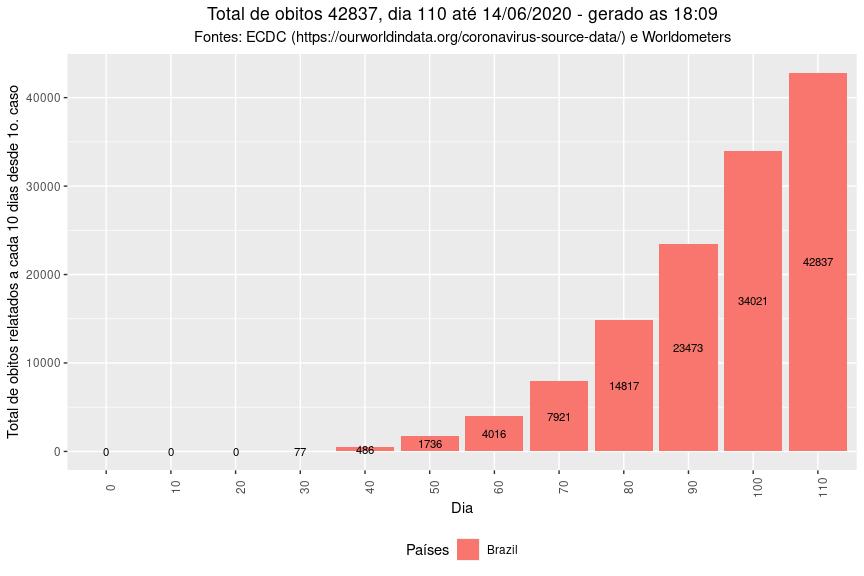 Total de obitos 42837, dia 110 até 14/06/2020 - gerado as 18:09
Fontes: ECDC (https://ourworldindata.org/coronavirus-source-data/) e Worldometers
Total de obitos relatados a cada 10 dias desde 1o. caso
40000
30000
20000
10000
0
0 0 0 77 486 1736 4016 7921 14817 23473 34021 42837
0 10 20 30 40 50 60 70 80 90 100 110
Dia
Países Brazil